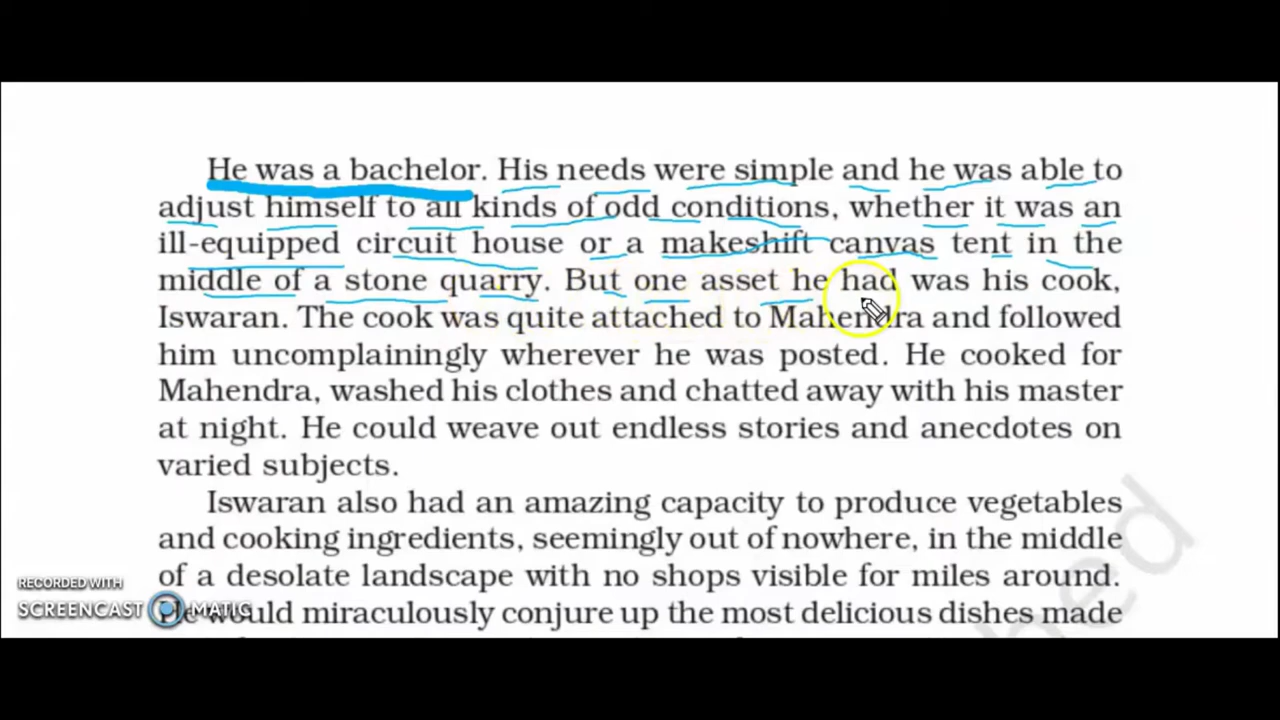 He was a bachelor. His needs were simple and he was able to
adjust himself to all kinds of odd conditions, whether it was an
ill-equipped circuit house or a makeshift canvas tent in the
middle of a stone quarry. But one asset he had was his cook,
Iswaran. The cook was quite attached to Mahendra and followed
him uncomplainingly wherever he was posted. He cooked for
Mahendra, washed his clothes and chatted away with his master
at night. He could weave out endless stories and anecdotes on
varied subjects.
Iswaran also had an amazing capacity to produce vegetables
and cooking ingredients, seemingly out of nowhere, in the middle
of a desolate landscape with no shops visible for miles around.
He would miraculously conjure up the most delicious dishes made
RECORDED WITH
SCREENCAST MATIC